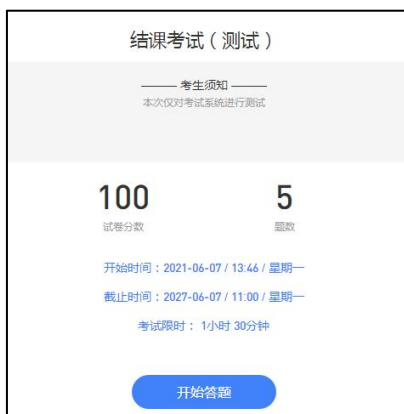 结课考试（测试）
考生须知
本次仅对考试系统进行测试
100 5
试卷分数 题数
开始时间：2021-06-07 / 13:46 / 星期一
截止时间：2027-06-07 / 11:00 / 星期一
考试限时： 1小时 30分钟
开始答题